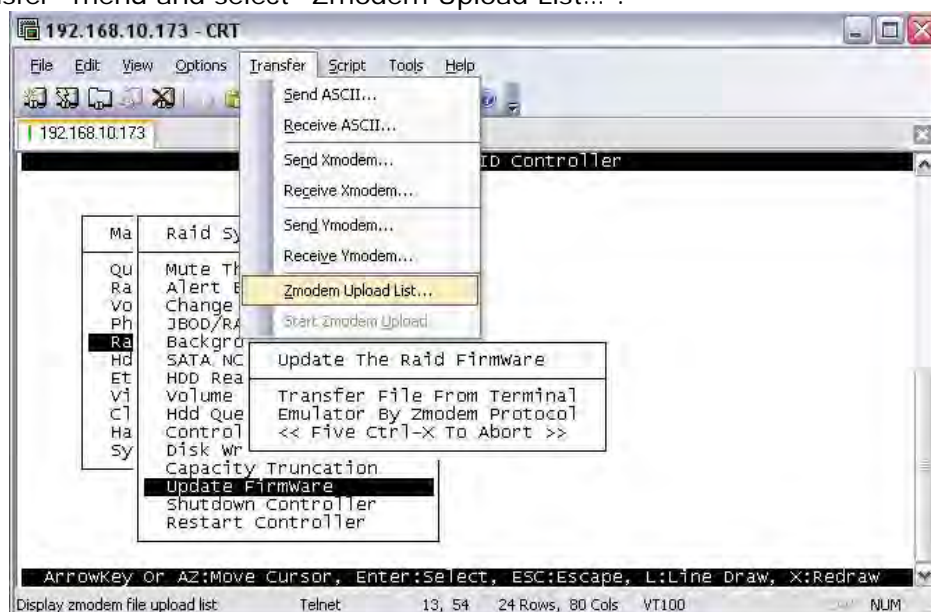 nsfer" menu and select "Zmodem Upload List...".
192.168.10.173 - CRT
File Edit View Options Transfer Script Tools Help
Send ASCII...
192.168.10.173
Receive ASCII...
ID Controller
Send Xmodem...
Receive Xmodem...
Send Ymodem...
Receive Ymodem...
Zmodem Upload List...
Start Zmodem Upload
Ma
Qu
Ra
Vo
Ph
Ra
Hd
Et
Vi
Cl
Ha
Sy
Raid Sy
Mute Th
Alert B
Change
JBOD/RA
Backgro
SATA NC
HDD Rea
Volume
Hdd Que
Control
Disk Wr
Capacity Truncation
Update Firmware
Shutdown Controller
Restart Controller
Update The Raid Firmware
Transfer File From Terminal
Emulator By Zmodem Protocol
<< Five Ctrl-X To Abort >>
ArrowKey Or AZ:Move Cursor, Enter:Select, ESC:Escape, L:Line Draw, X:Redraw
Display zmodem file upload list Telnet 13, 54 24 Rows, 80 Cols VT100 NUM